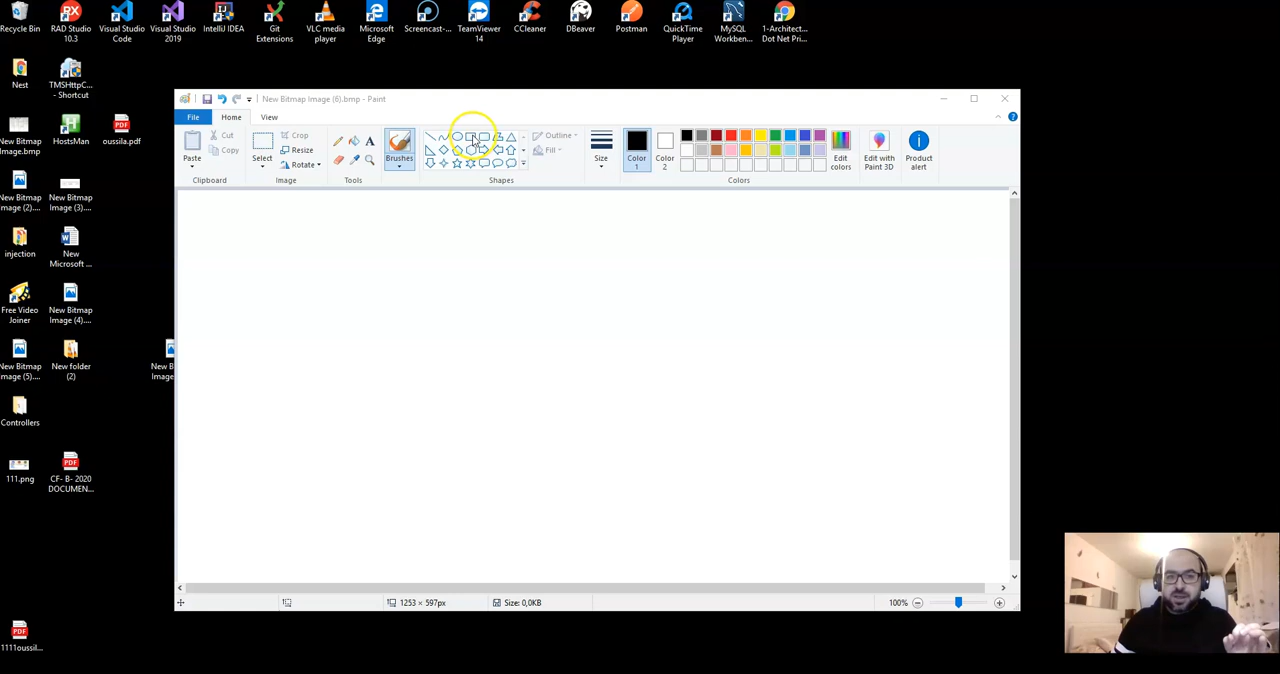 Recycle Bin
RAD Studio
10.3
Visual Studio
Code
Visual Studio
2019
IntelliJ IDEA
Git
Extensions
VLC media
player
Microsoft
Edge
Screencast-...
TeamViewer
14
CCleaner
DBeaver
Postman
QuickTime
Player
MySQL
Workben...
1-Architect...
Dot Net Pri...
Nest
TMSHttpC...
- Shortcut
New Bitmap
Image.bmp
HostsMan
oussila.pdf
New Bitmap
Image (2)....
New Bitmap
Image (3)....
injection
New
Microsoft ...
Free Video
Joiner
New Bitmap
Image (4)....
New Bitmap
Image (5)....
New folder
(2)
New B
Image
Controllers
111.png
CF- B- 2020
DOCUMEN...
1111oussil...
New Bitmap Image (6).bmp - Paint
File
Home
View
Paste
Cut
Copy
Clipboard
Select
Crop
Resize
Rotate
Image
A
Tools
Brushes
Shapes
Outline
Fill
Size
Color
1
Color
2
Colors
Edit
colors
Edit with
Paint 3D
Product
alert
1253 × 597px
Size: 0,0KB
100%